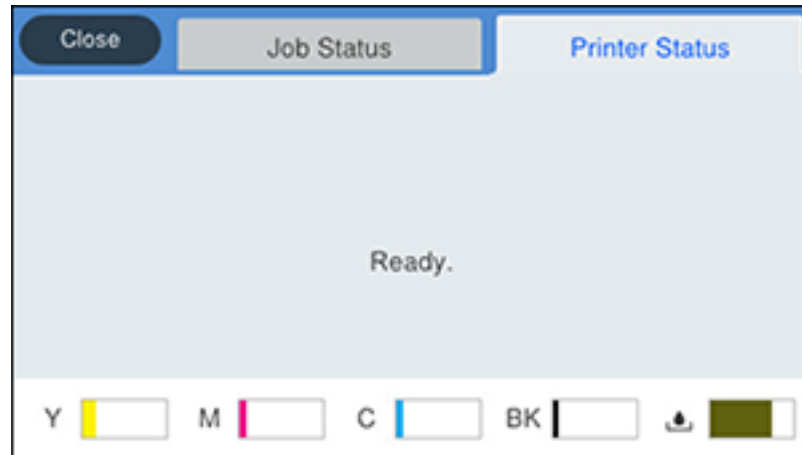 Close
Job Status
Printer Status
Ready.
Y
M
C
BK